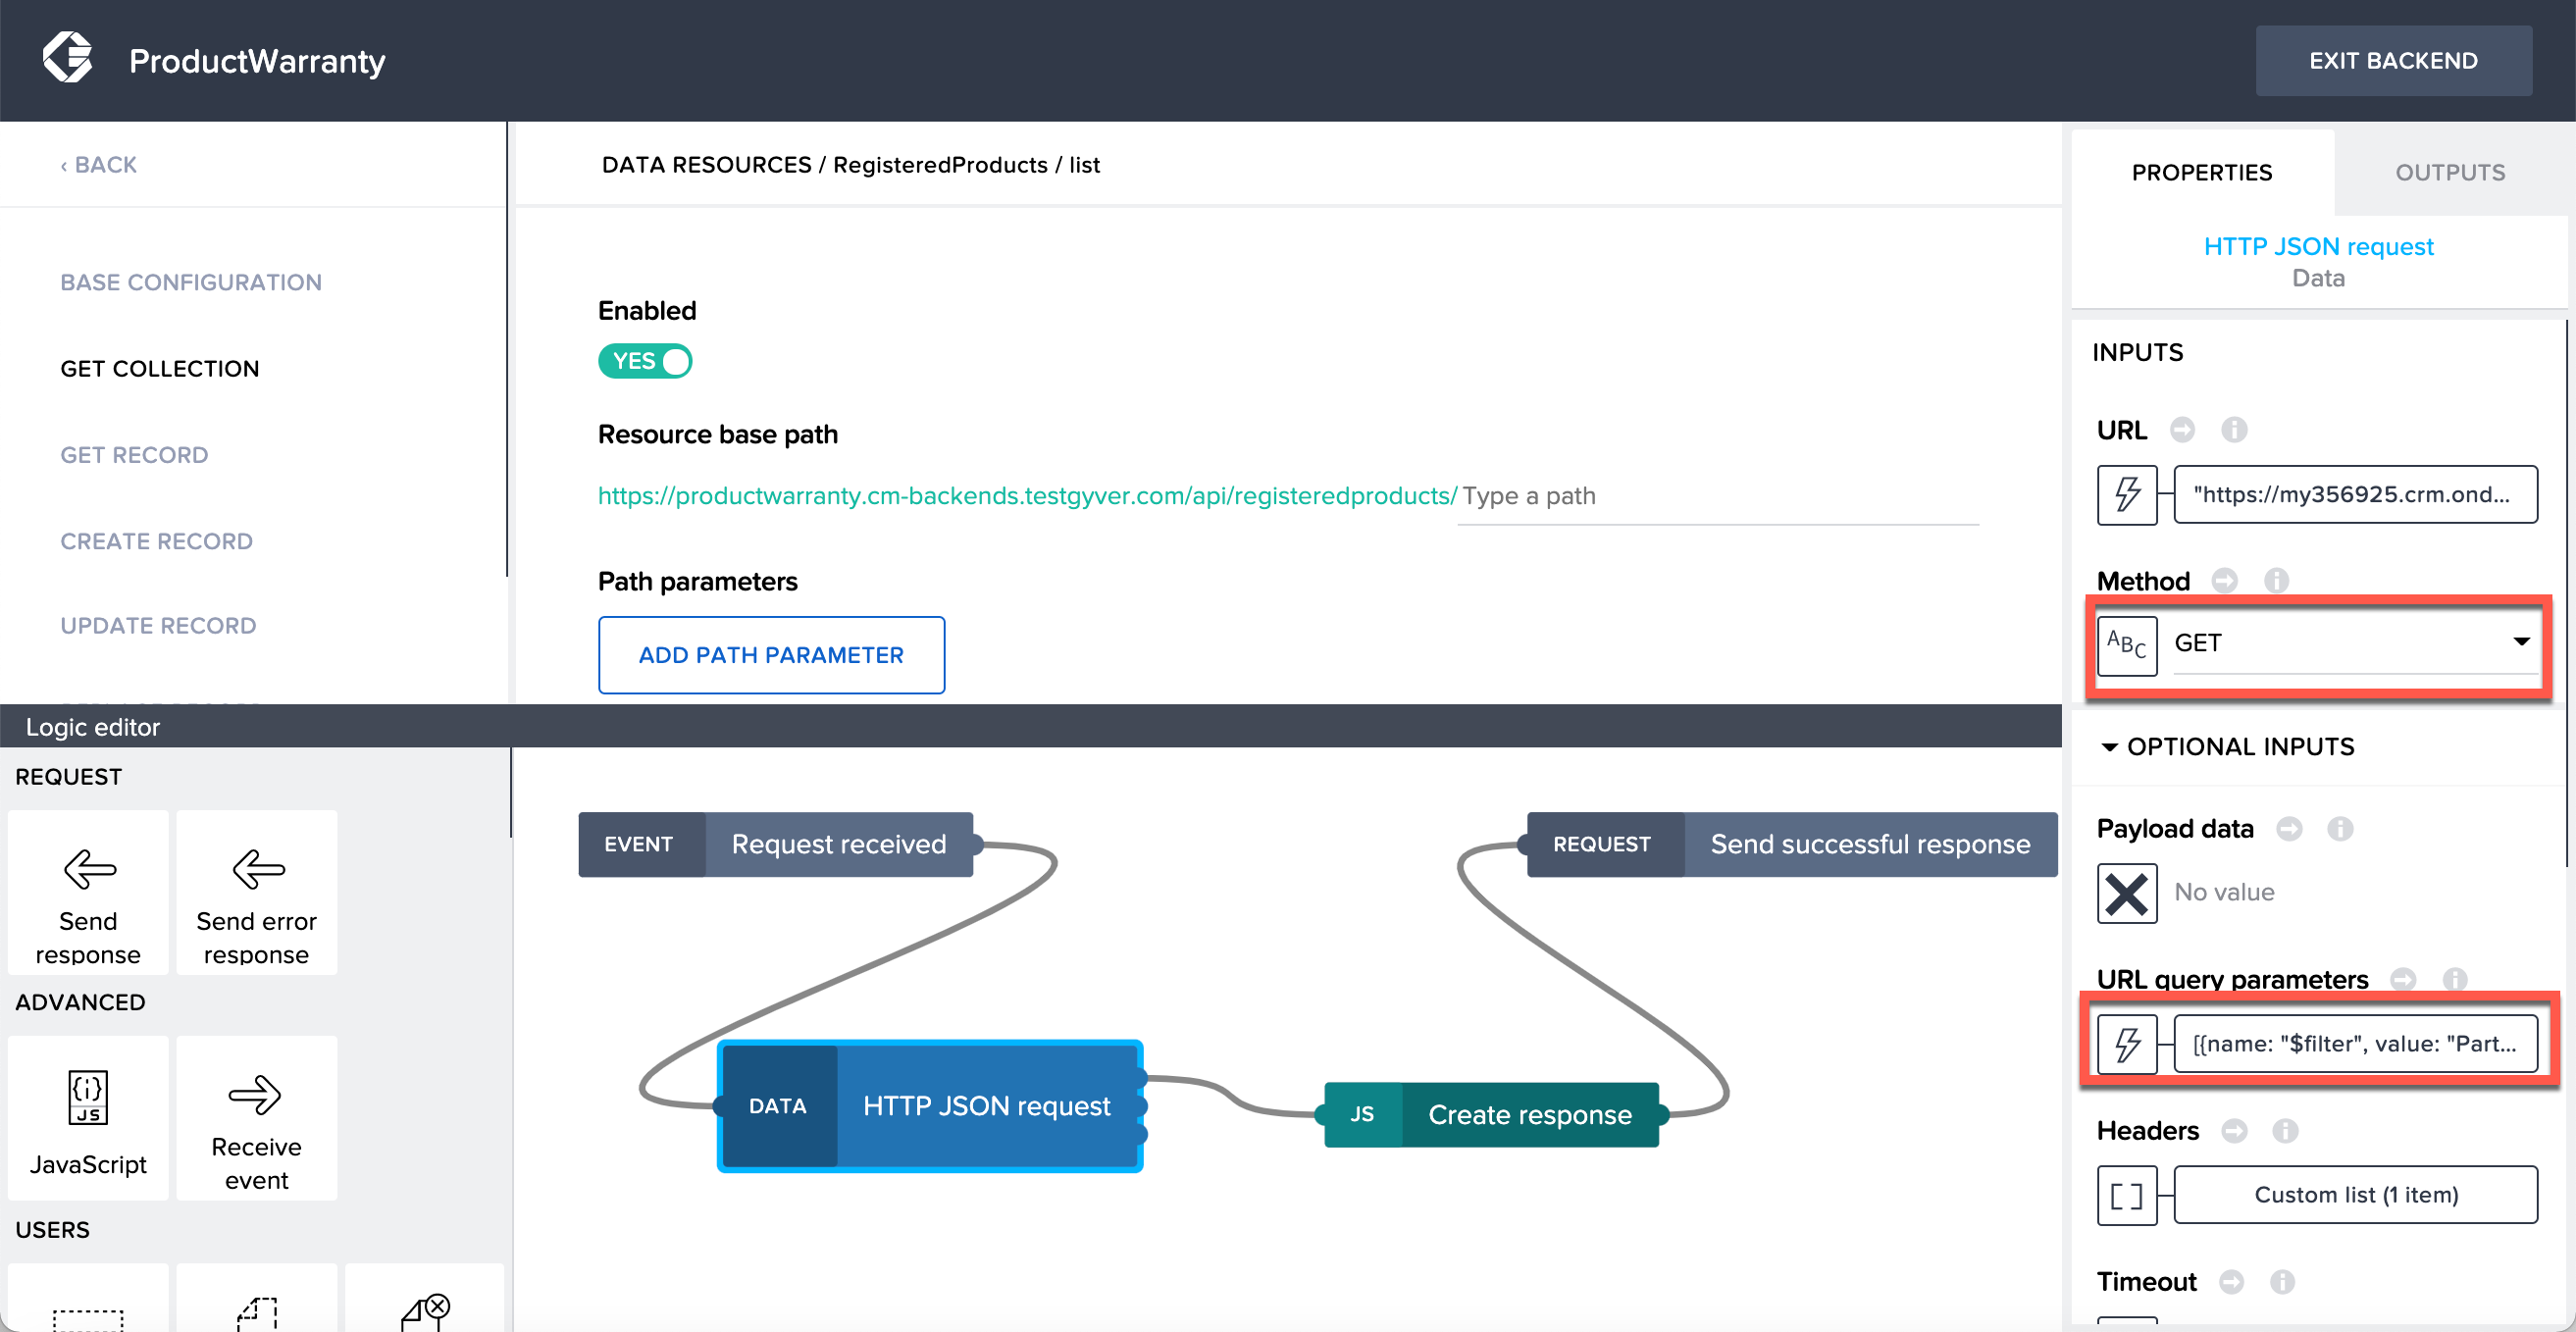 ProductWarranty
EXIT BACKEND
‹ BACK
BASE CONFIGURATION
GET COLLECTION
GET RECORD
CREATE RECORD
UPDATE RECORD
DATA RESOURCES / RegisteredProducts / list
Enabled
YES
Resource base path
https://productwarranty.cm-backends.testgyver.com/api/registeredproducts/ Type a path
Path parameters
ADD PATH PARAMETER
Logic editor
REQUEST
Send
response
Send error
response
ADVANCED
{i}
JS
JavaScript
Receive
event
USERS
EVENT Request received
REQUEST Send successful response
DATA HTTP JSON request
JS Create response
PROPERTIES
OUTPUTS
HTTP JSON request
Data
INPUTS
URL
"https://my356925.crm.ond...
Method
ABC GET
OPTIONAL INPUTS
Payload data
No value
URL query parameters
[{name: "$filter", value: "Part...
Headers
[ ] Custom list (1 item)
Timeout